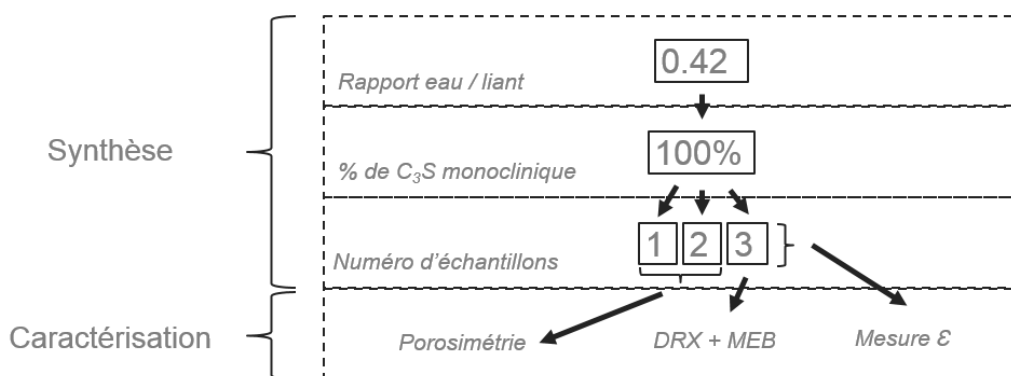 0.42
Rapport eau / liant
Synthèse
100%
% de C₃S monoclinique
1 2 3
Numéro d'échantillons
Caractérisation
Porosimétrie DRX + MEB Mesure ε